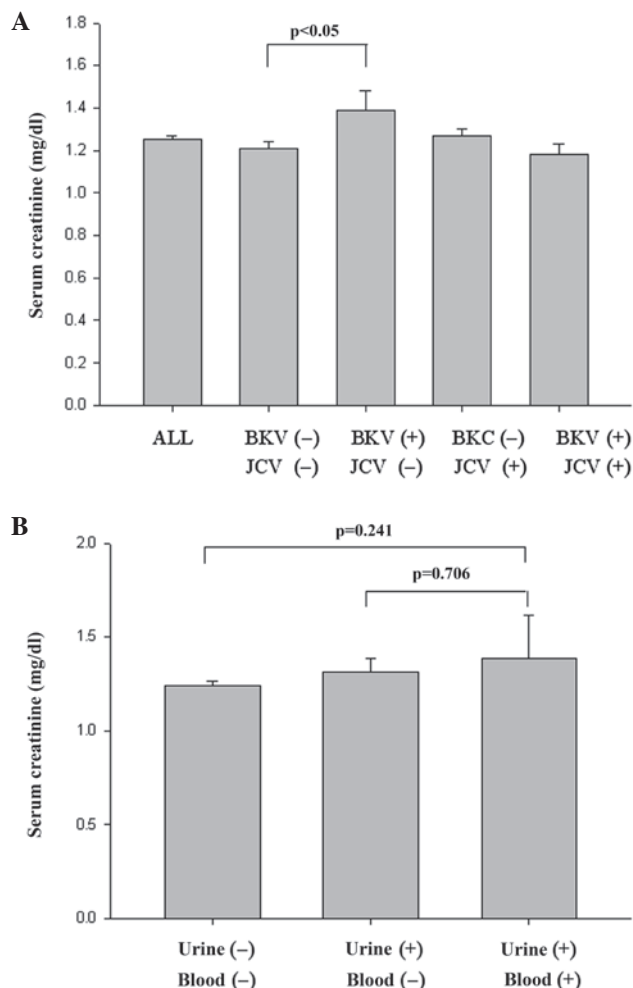 A
p<0.05
Serum creatinine (mg/dl)
1.8
1.6
1.4
1.2
1.0
0.8
0.6
0.4
0.2
0.0
ALL BKV (–) BKV (+) BKC (–) BKV (+)
JCV (–) JCV (–) JCV (+) JCV (+)
B
p=0.241
p=0.706
Serum creatinine (mg/dl)
2.0
1.5
1.0
0.5
0.0
Urine (–) Urine (+) Urine (+)
Blood (–) Blood (–) Blood (+)